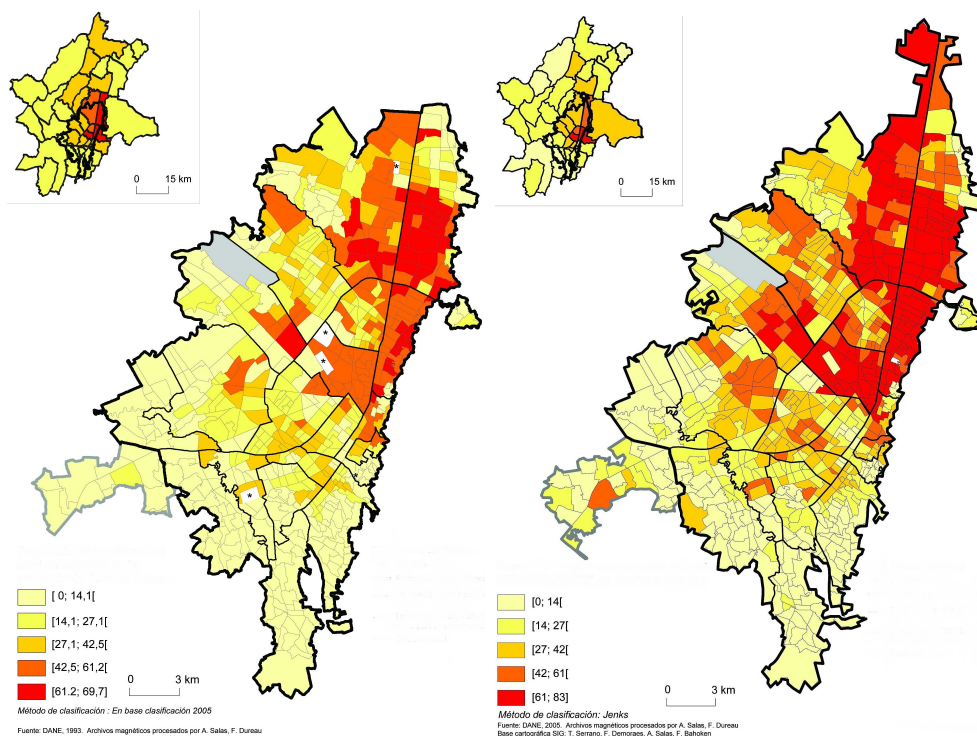 0 15 km
0 15 km
*
*
*
*
[ 0; 14,1[
[14,1; 27,1[
[27,1; 42,5[
[42,5; 61,2[
[61.2; 69,7]
0 3 km
Método de clasificación : En base clasificación 2005
Fuente: DANE, 1993. Archivos magnéticos procesados por A. Salas, F. Dureau
[0; 14[
[14; 27[
[27; 42[
[42; 61[
[61; 83]
0 3 km
Método de clasificación: Jenks
Fuente: DANE, 2005. Archivos magnéticos procesados por A. Salas, F. Dureau
Base cartográfica SIG: T. Serrano, F. Demoraes, A. Salas, F. Bahoken